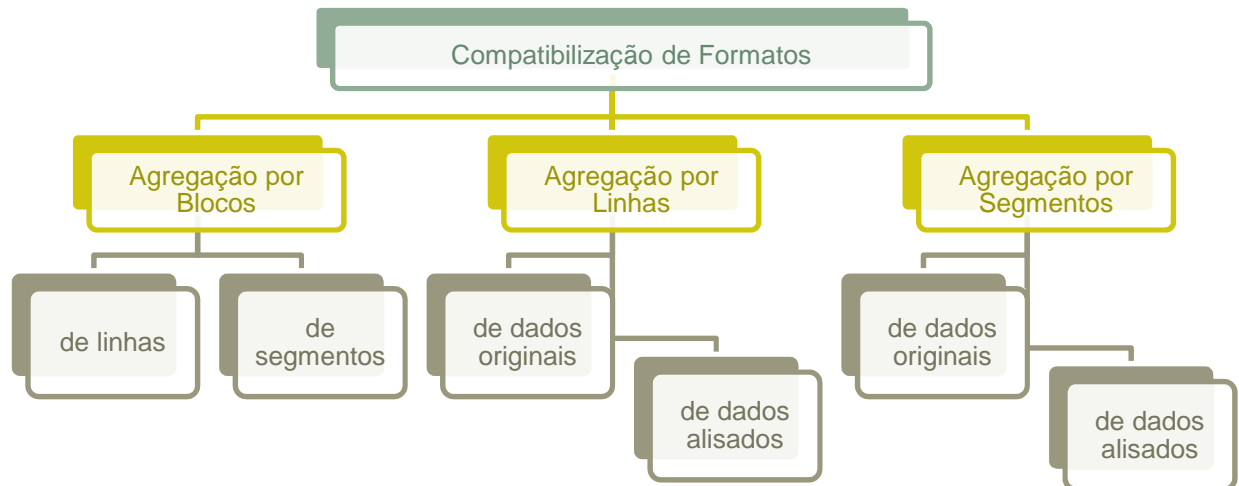 Compatibilização de Formatos
Agregação por
Blocos
Agregação por
Linhas
Agregação por
Segmentos
de linhas
de
segmentos
de dados
originais
de dados
alisados
de dados
originais
de dados
alisados